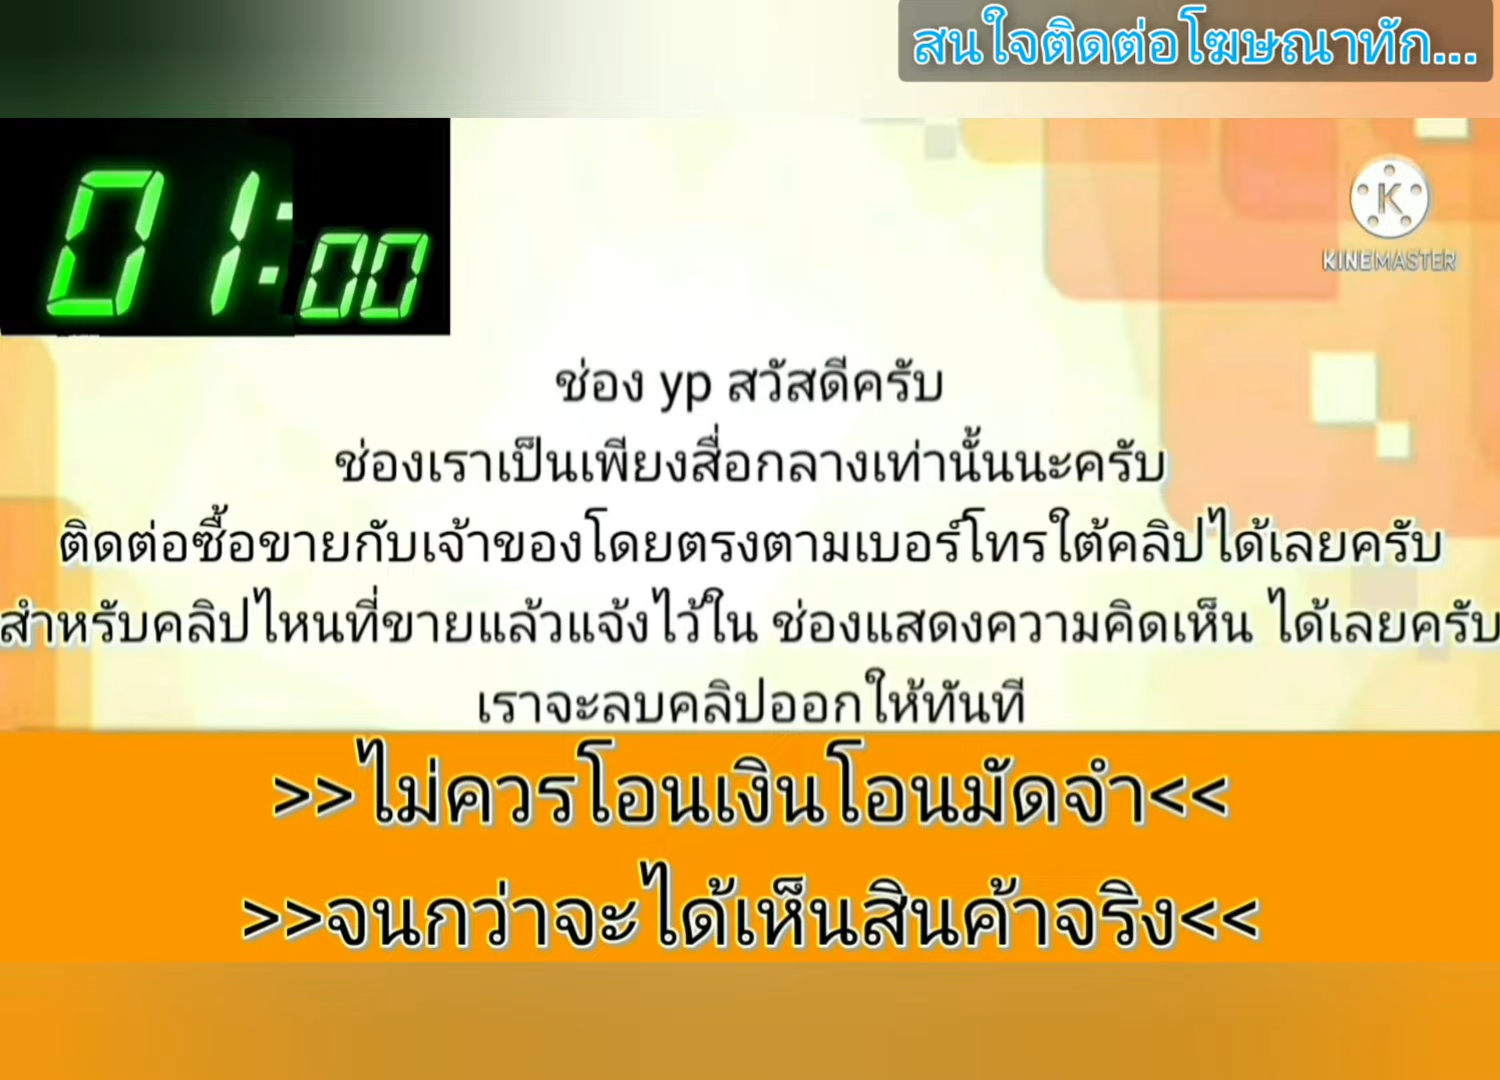 สนใจติดต่อโฆษณาทัก...
01:00
KINEMASTER
ช่อง yp สวัสดีครับ
ช่องเราเป็นเพียงสื่อกลางเท่านั้นนะครับ
ติดต่อซื้อขายกับเจ้าของโดยตรงตามเบอร์โทรใต้คลิปได้เลยครับ
สำหรับคลิปไหนที่ขายแล้วแจ้งไว้ใน ช่องแสดงความคิดเห็น ได้เลยครับ
เราจะลบคลิปออกให้ทันที
>>ไม่ควรโอนเงินโอนมัดจำ<<
>>จนกว่าจะได้เห็นสินค้าจริง<<